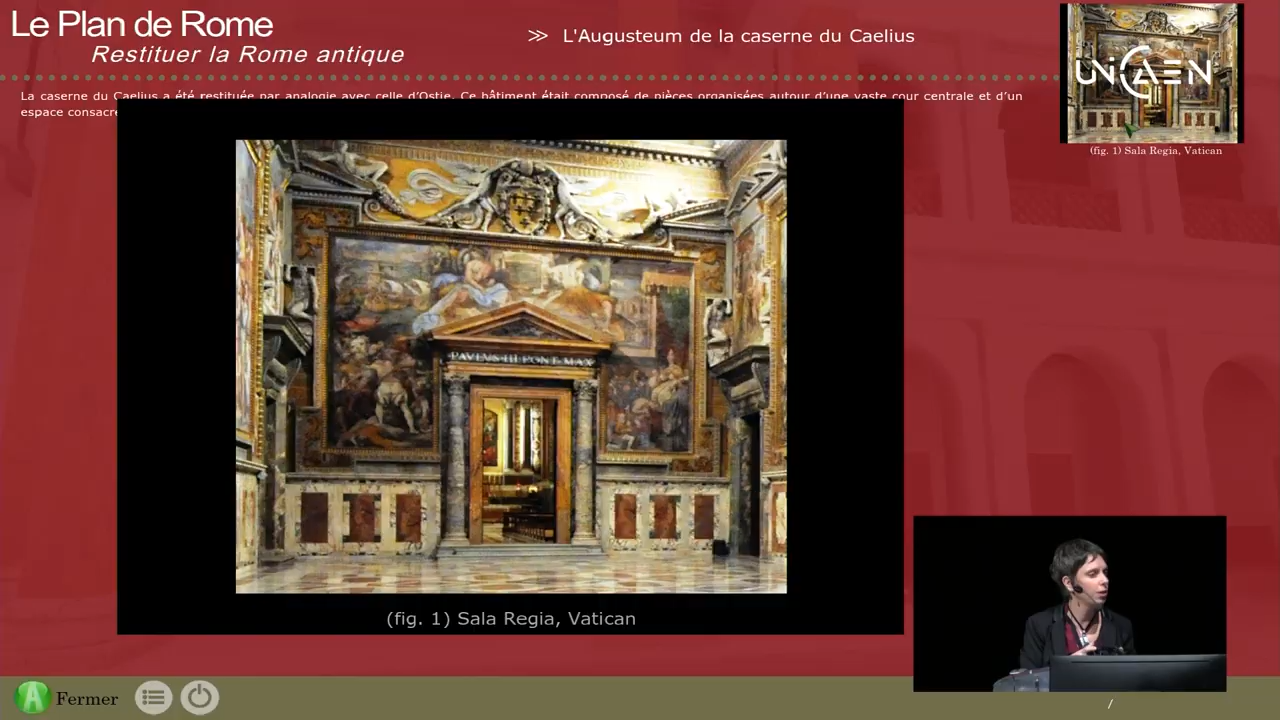 Le Plan de Rome
Restituer la Rome antique
>> L'Augusteum de la caserne du Caelius
UNICAEN
La caserne du Caelius a été restituée par analogie avec celle d'Ostie. Ce bâtiment était composé de pièces organisées autour d'une vaste cour centrale et d'un
espace consacré
(fig. 1) Sala Regia, Vatican
PAVLVS III PONT MAX
(fig. 1) Sala Regia, Vatican
A Fermer
/